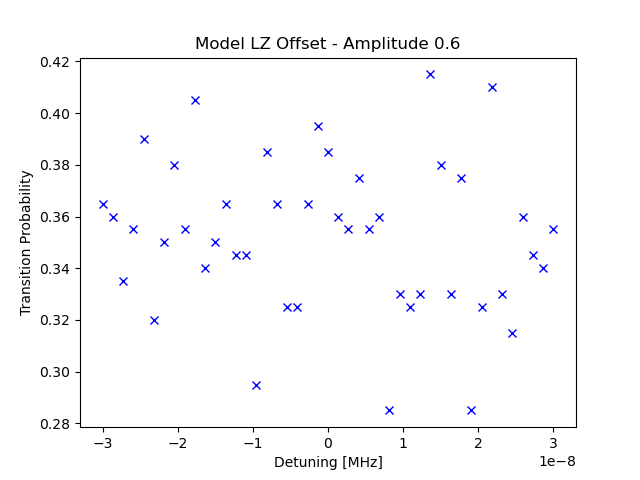 Model LZ Offset - Amplitude 0.6
0.42
0.40
0.38
0.36
0.34
0.32
0.30
0.28
Transition Probability
−3 −2 −1 0 1 2 3
1e−8
Detuning [MHz]